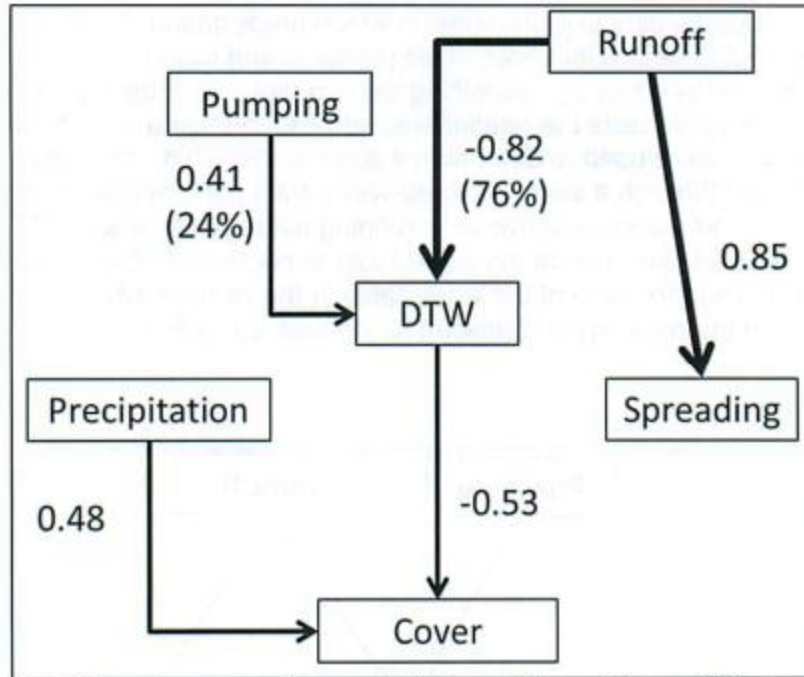 Runoff
Pumping
-0.82
(76%)
0.41
(24%)
0.85
DTW
Precipitation
Spreading
0.48
-0.53
Cover